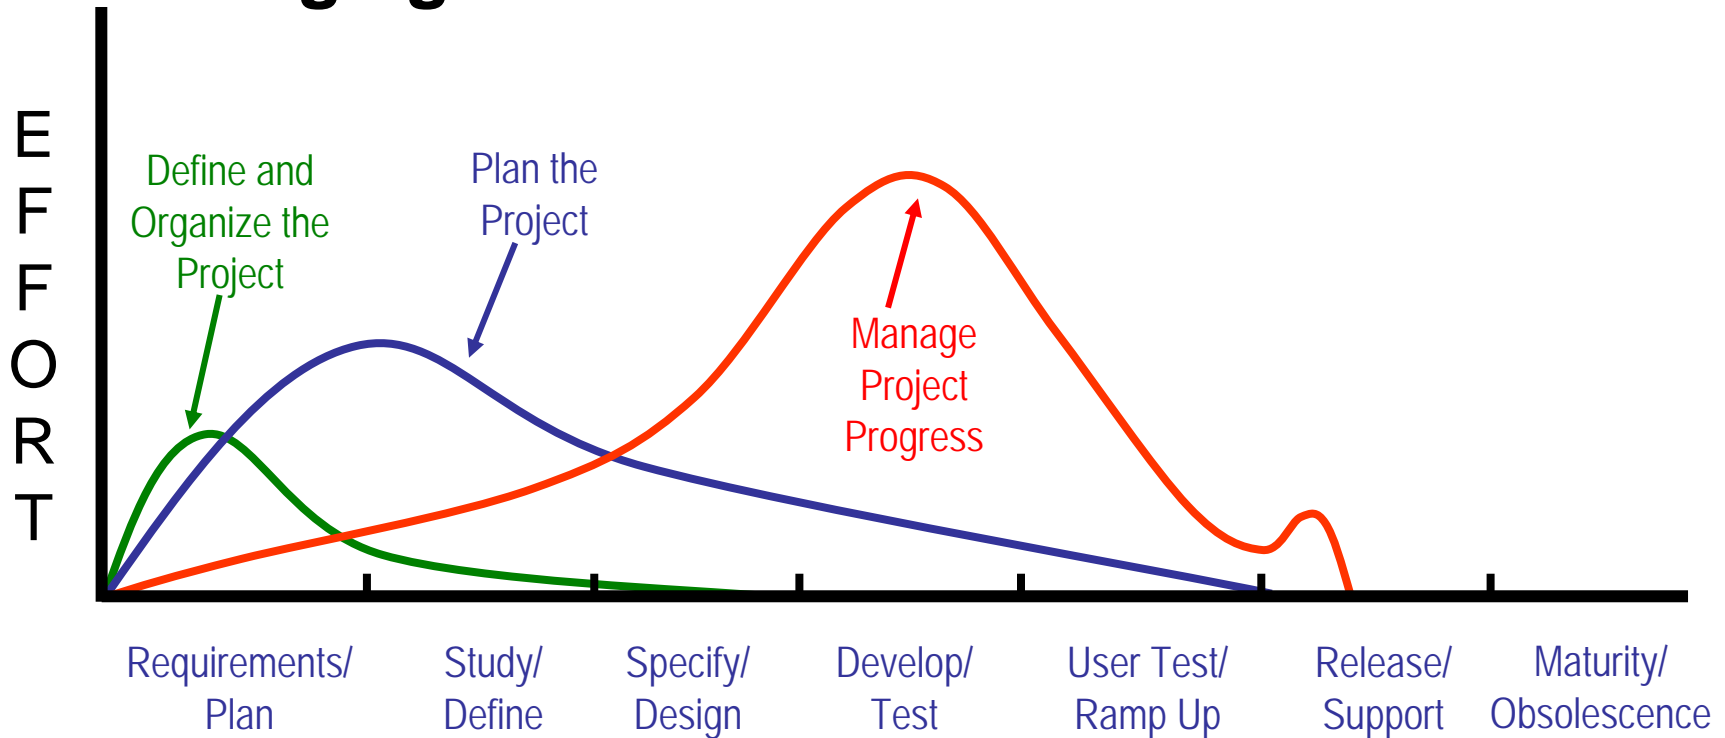 E
F
F
O
R
T
Define and
Organize the
Project
Plan the
Project
Manage
Project
Progress
Requirements/
Plan
Study/
Define
Specify/
Design
Develop/
Test
User Test/
Ramp Up
Release/
Support
Maturity/
Obsolescence